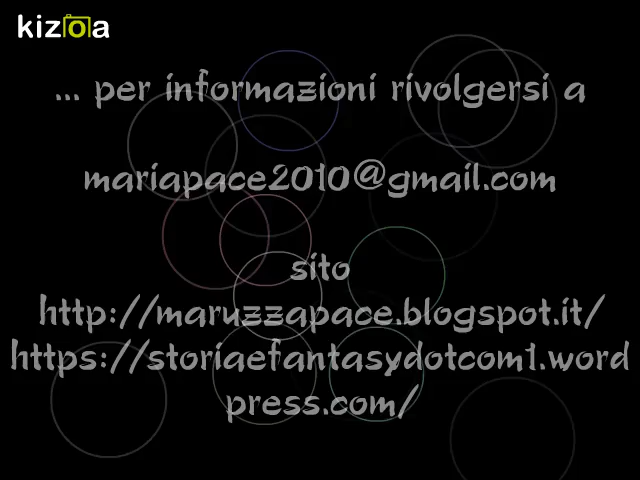 kizoa
... per informazioni rivolgersi a
mariapace2010@gmail.com
sito
http://maruzzapace.blogspot.it/
https://storiaefantasydotcom1.word
press.com/